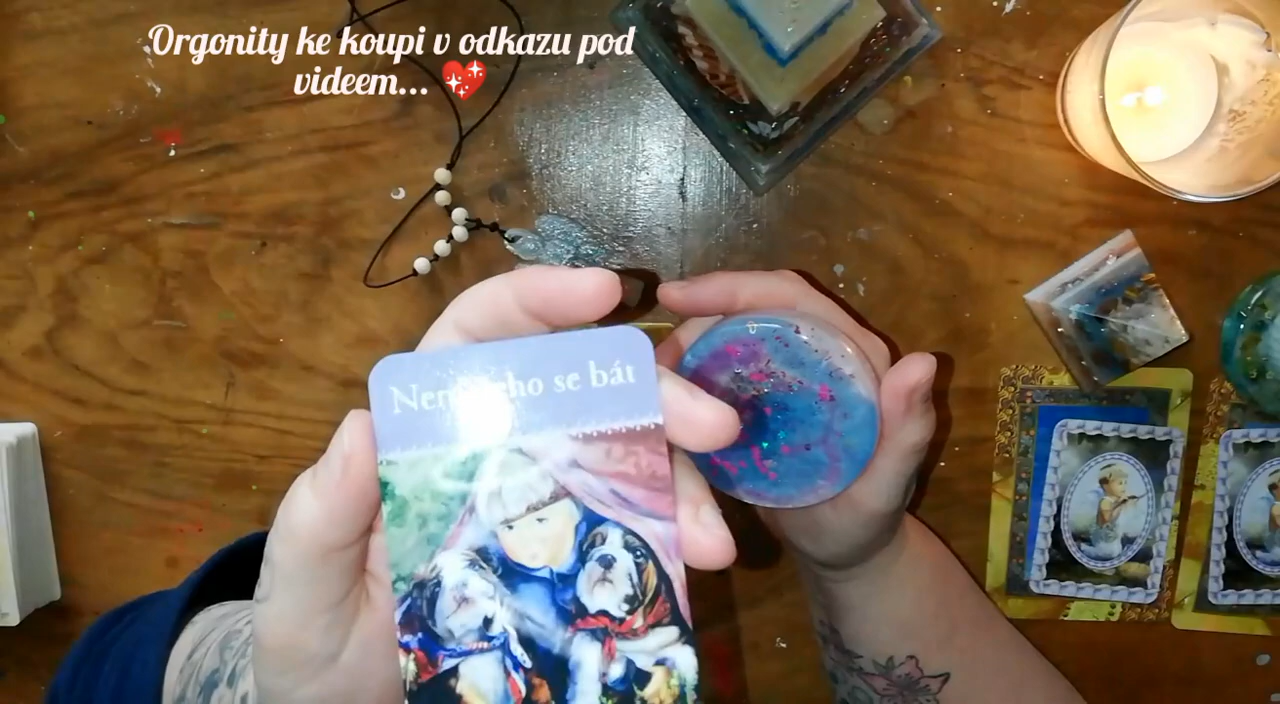 Orgonity ke koupi v odkazu pod
videem... 💖
se bát